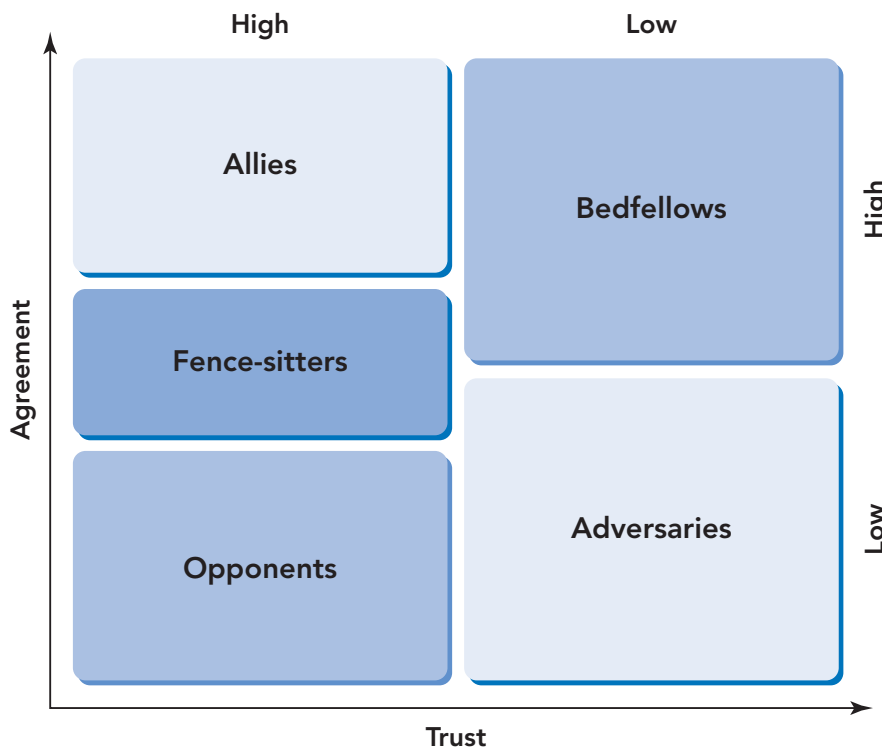 High
Low
Allies
Bedfellows
High
Agreement
Fence-sitters
Opponents
Adversaries
Low
Trust